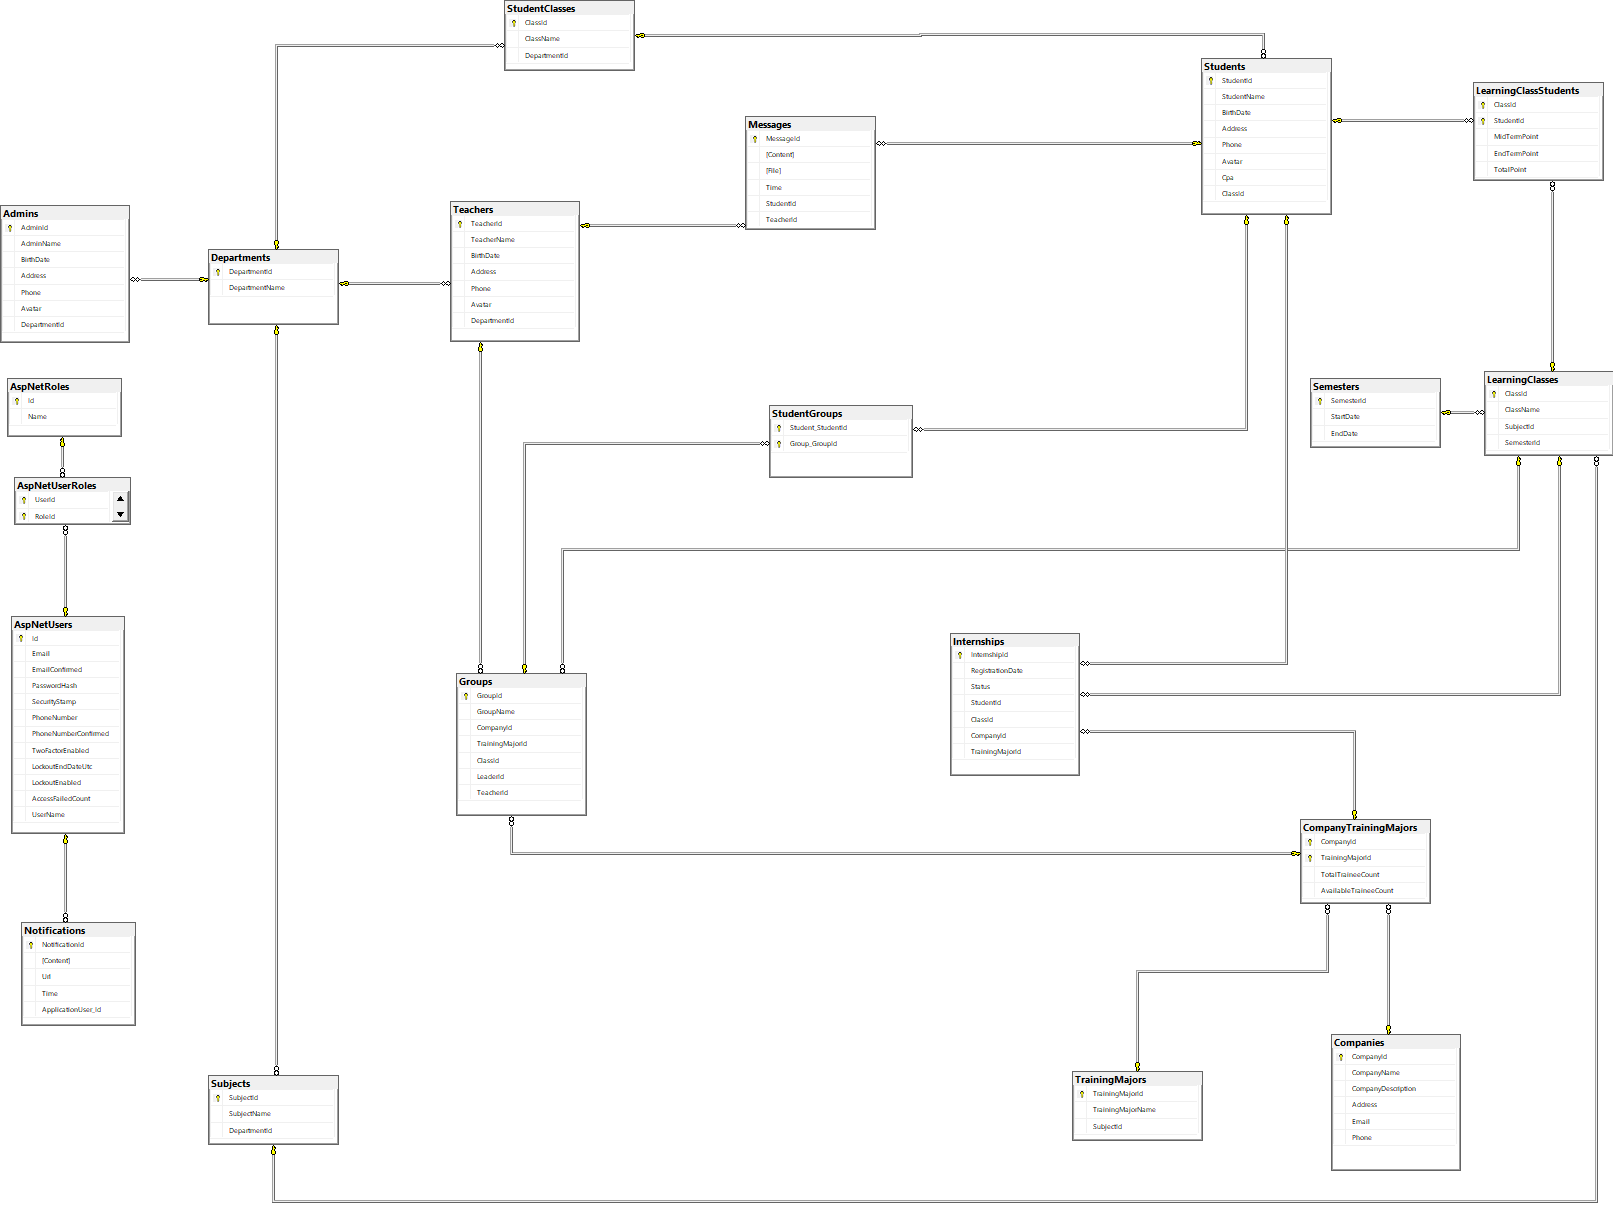 StudentClasses
ClassId
ClassName
DepartmentId
Students
StudentId
StudentName
BirthDate
Address
Phone
Avatar
Cpa
ClassId
LearningClassStudents
ClassId
StudentId
MidTermPoint
EndTermPoint
TotalPoint
Messages
MessageId
[Content]
[File]
Time
StudentId
TeacherId
Teachers
TeacherId
TeacherName
BirthDate
Address
Phone
Avatar
DepartmentId
Admins
AdminId
AdminName
BirthDate
Address
Phone
Avatar
DepartmentId
Departments
DepartmentId
DepartmentName
AspNetRoles
Id
Name
StudentGroups
Student_StudentId
Group_GroupId
Semesters
SemesterId
StartDate
EndDate
LearningClasses
ClassId
ClassName
SubjectId
SemesterId
AspNetUserRoles
UserId
RoleId
AspNetUsers
Id
Email
EmailConfirmed
PasswordHash
SecurityStamp
PhoneNumber
PhoneNumberConfirmed
TwoFactorEnabled
LockoutEndDateUtc
LockoutEnabled
AccessFailedCount
UserName
Internships
InternshipId
RegistrationDate
Status
StudentId
ClassId
CompanyId
TrainingMajorId
Groups
GroupId
GroupName
CompanyId
TrainingMajorId
ClassId
LeaderId
TeacherId
CompanyTrainingMajors
CompanyId
TrainingMajorId
TotalTraineeCount
AvailableTraineeCount
Notifications
NotificationId
[Content]
Url
Time
ApplicationUser_Id
Companies
CompanyId
CompanyName
CompanyDescription
Address
Email
Phone
TrainingMajors
TrainingMajorId
TrainingMajorName
SubjectId
Subjects
SubjectId
SubjectName
DepartmentId